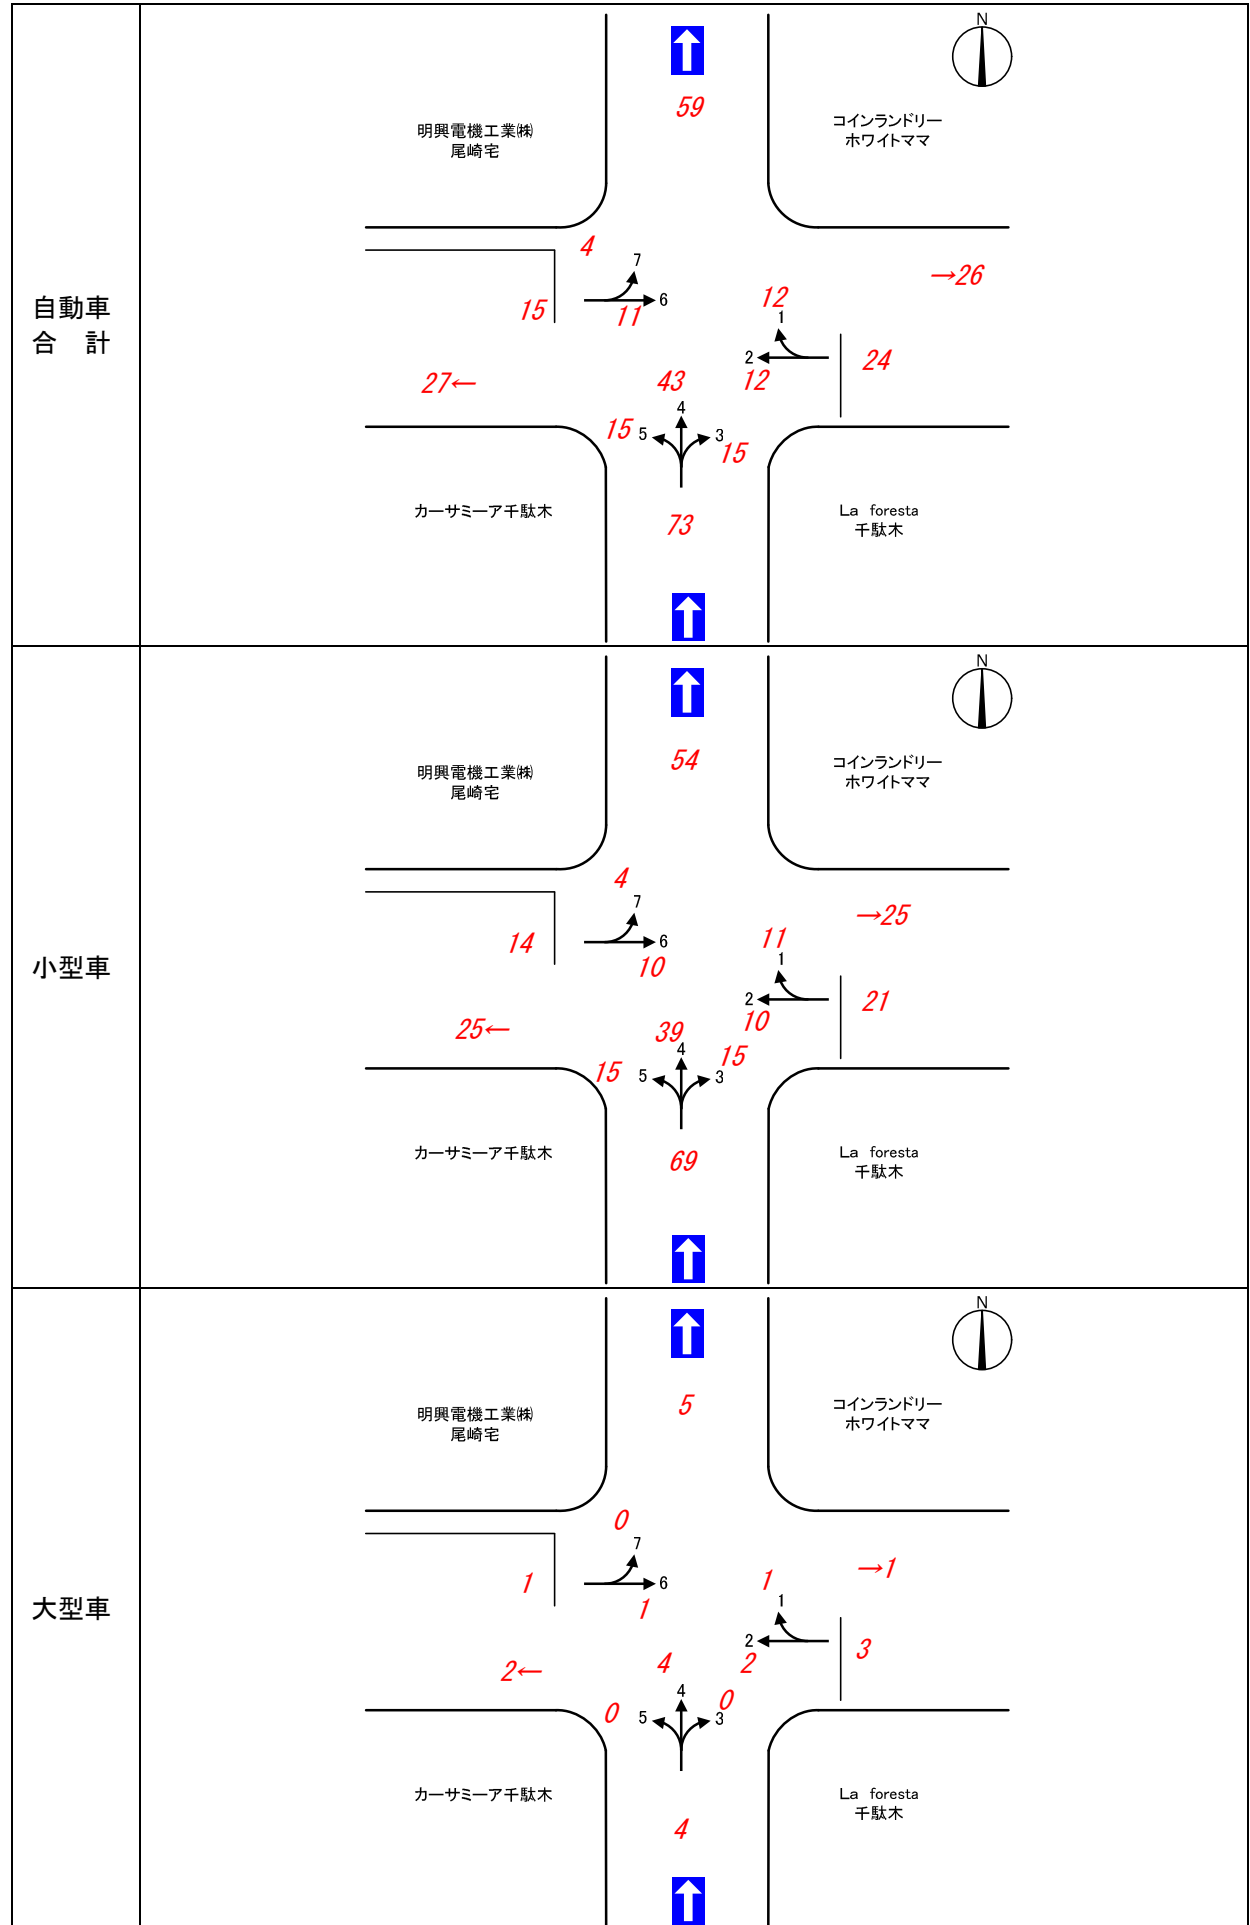 自動車
合　計
N
59
明興電機工業㈱
尾崎宅
コインランドリー
ホワイトママ
4
7
→26
15
11
6
12
1
2
12
24
27←
43
4
15
5
3
15
カーサミーア千駄木
La foresta
千駄木
73
小型車
N
54
明興電機工業㈱
尾崎宅
コインランドリー
ホワイトママ
4
7
→25
14
6
10
11
1
2
10
21
25←
39
4
15
15
5
3
カーサミーア千駄木
La foresta
千駄木
69
大型車
N
5
明興電機工業㈱
尾崎宅
コインランドリー
ホワイトママ
0
7
→1
1
6
1
1
1
2
2
3
2←
4
4
0
0
5
3
カーサミーア千駄木
La foresta
千駄木
4